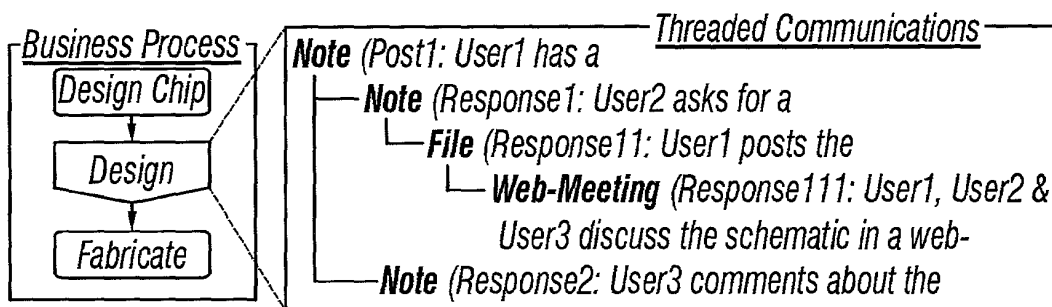 Business Process
Design Chip
Design
Fabricate
Threaded Communications
Note (Post1: User1 has a
Note (Response1: User2 asks for a
File (Response11: User1 posts the
Web-Meeting (Response111: User1, User2 &
User3 discuss the schematic in a web-
Note (Response2: User3 comments about the